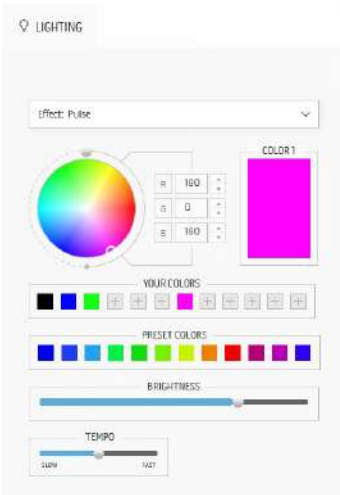 LIGHTING
Effect: Pulse
COLOR 1
R 160
G 0
B 160
YOUR COLORS
PRESET COLORS
BRIGHTNESS
TEMPO
SLOW FAST